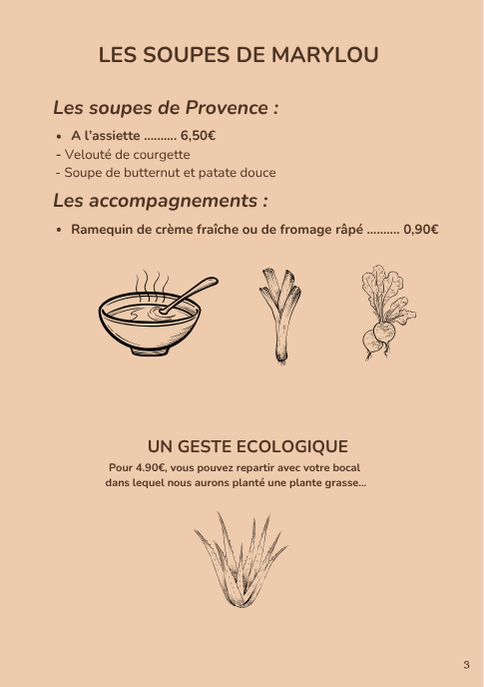 LES SOUPES DE MARYLOU
Les soupes de Provence :
• A l’assiette .......... 6,50€
- Velouté de courgette
- Soupe de butternut et patate douce
Les accompagnements :
• Ramequin de crème fraîche ou de fromage râpé .......... 0,90€
UN GESTE ECOLOGIQUE
Pour 4.90€, vous pouvez repartir avec votre bocal
dans lequel nous aurons planté une plante grasse...
3